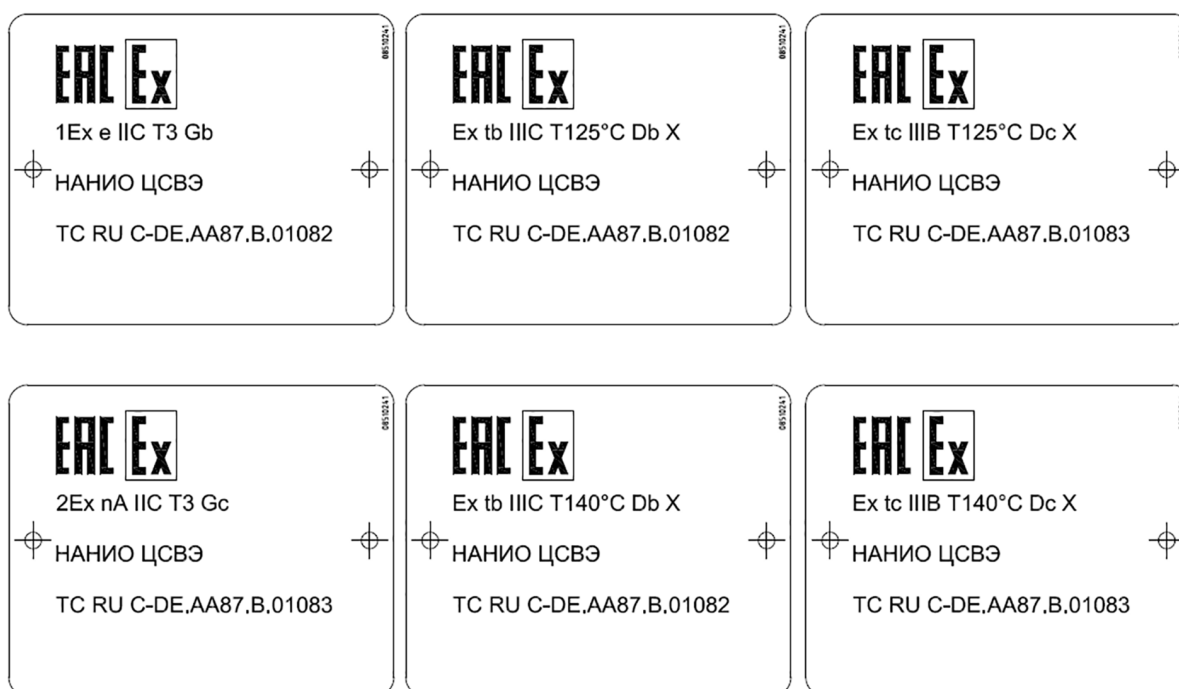 08510241
EAC Ex
1Ex e IIC T3 Gb
НАНИО ЦСВЭ
TC RU C-DE.AA87.B.01082
08510241
EAC Ex
Ex tb IIIC T125°C Db X
НАНИО ЦСВЭ
TC RU C-DE.AA87.B.01082
EAC Ex
Ex tc IIIB T125°C Dc X
НАНИО ЦСВЭ
TC RU C-DE.AA87.B.01083
08510241
EAC Ex
2Ex nA IIC T3 Gc
НАНИО ЦСВЭ
TC RU C-DE.AA87.B.01083
08510241
EAC Ex
Ex tb IIIC T140°C Db X
НАНИО ЦСВЭ
TC RU C-DE.AA87.B.01082
EAC Ex
Ex tc IIIB T140°C Dc X
НАНИО ЦСВЭ
TC RU C-DE.AA87.B.01083